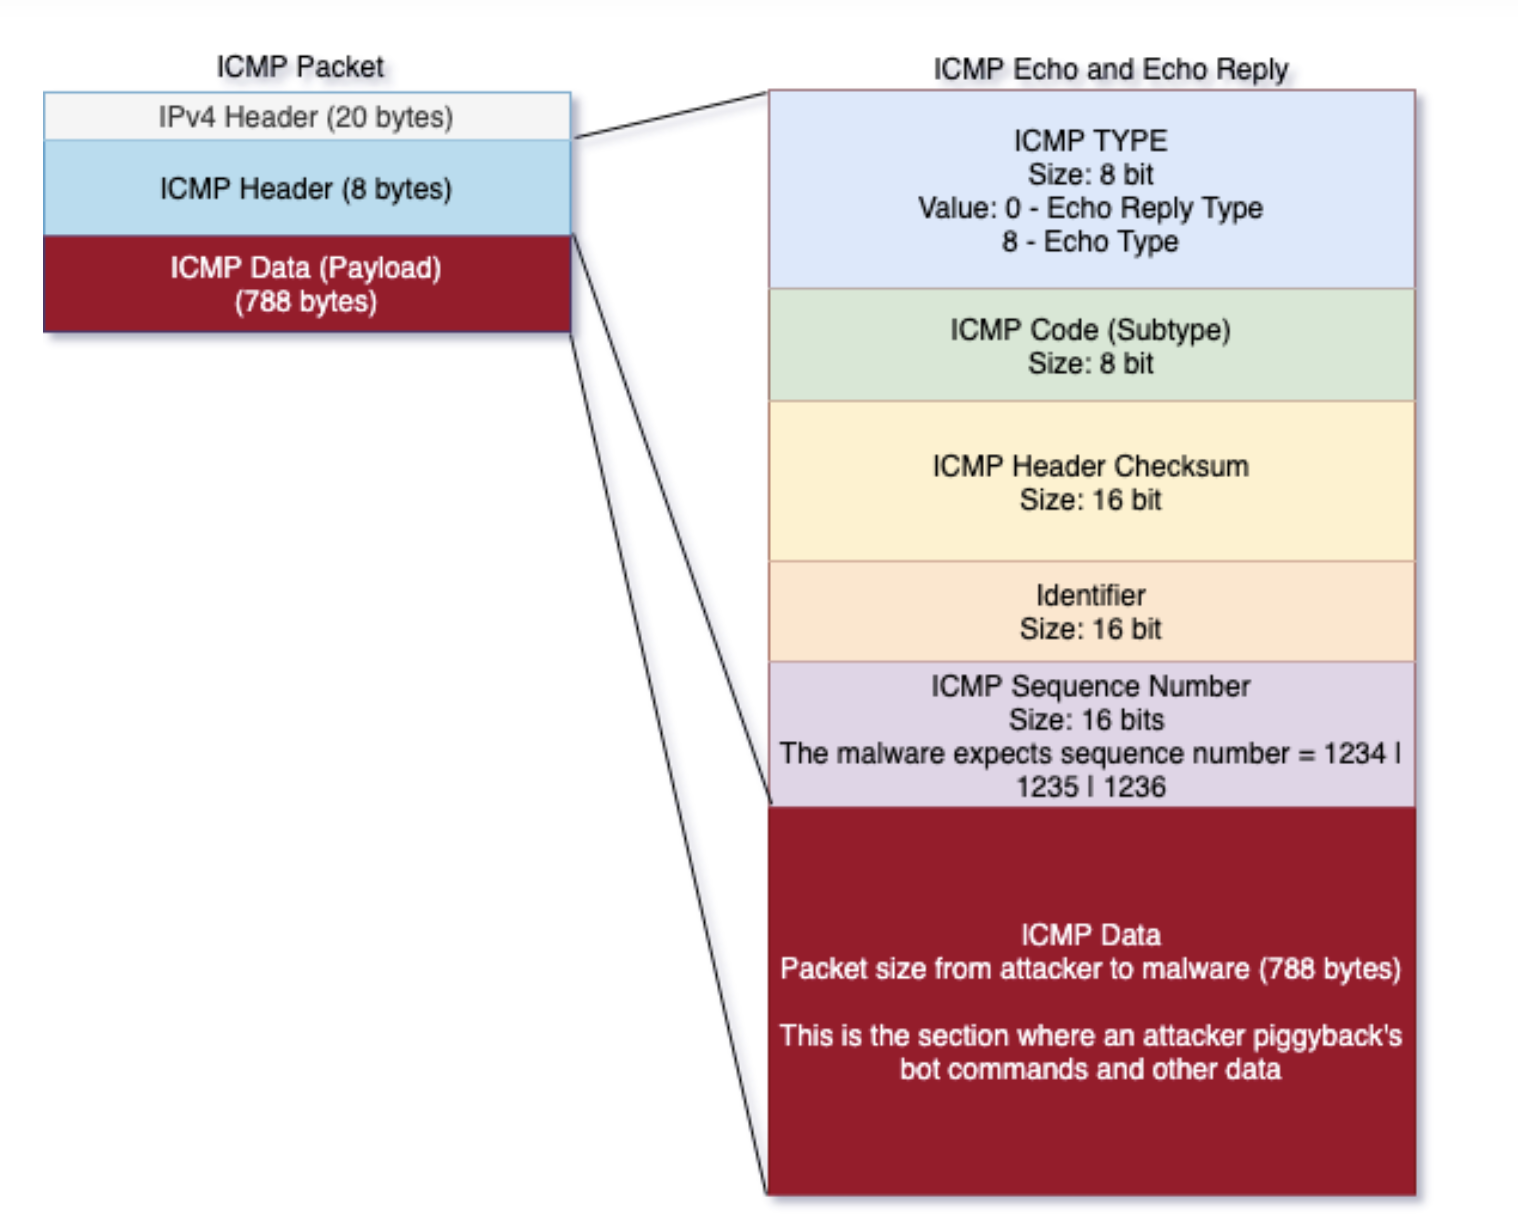 ICMP Packet
IPv4 Header (20 bytes)
ICMP Header (8 bytes)
ICMP Data (Payload)
(788 bytes)
ICMP Echo and Echo Reply
ICMP TYPE
Size: 8 bit
Value: 0 - Echo Reply Type
8 - Echo Type
ICMP Code (Subtype)
Size: 8 bit
ICMP Header Checksum
Size: 16 bit
Identifier
Size: 16 bit
ICMP Sequence Number
Size: 16 bits
The malware expects sequence number = 1234 |
1235 | 1236
ICMP Data
Packet size from attacker to malware (788 bytes)
This is the section where an attacker piggyback's
bot commands and other data